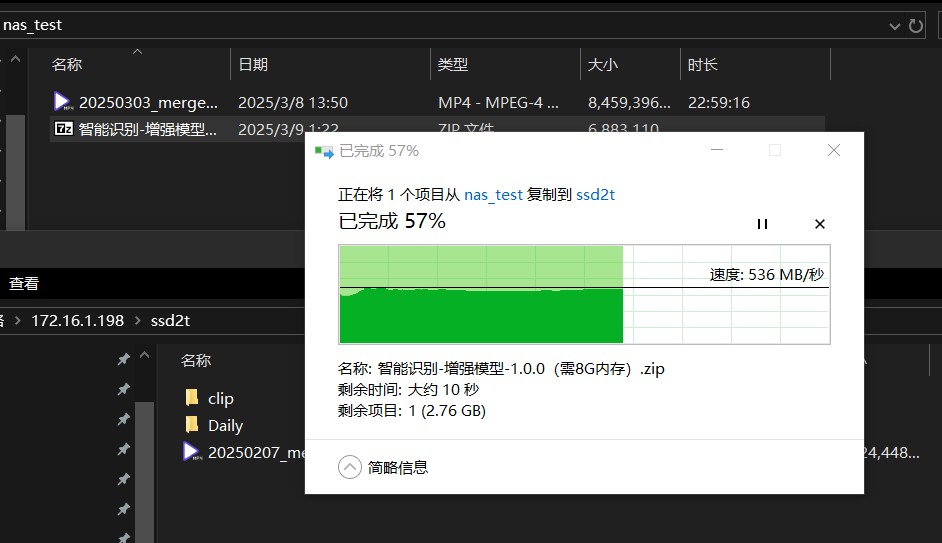 nas_test
名称 日期 类型 大小 时长
20250303_merge... 2025/3/8 13:50 MP4 - MPEG-4 ... 8,459,396... 22:59:16
智能识别-增强模型... 2025/3/9 1:22 ZIP 文件 6,883,110...
已完成 57%
正在将 1 个项目从 nas_test 复制到 ssd2t
已完成 57%
速度: 536 MB/秒
名称: 智能识别-增强模型-1.0.0（需8G内存）.zip
剩余时间: 大约 10 秒
剩余项目: 1 (2.76 GB)
简略信息
查看
172.16.1.198 ssd2t
名称
clip
Daily
20250207_me
24,448...